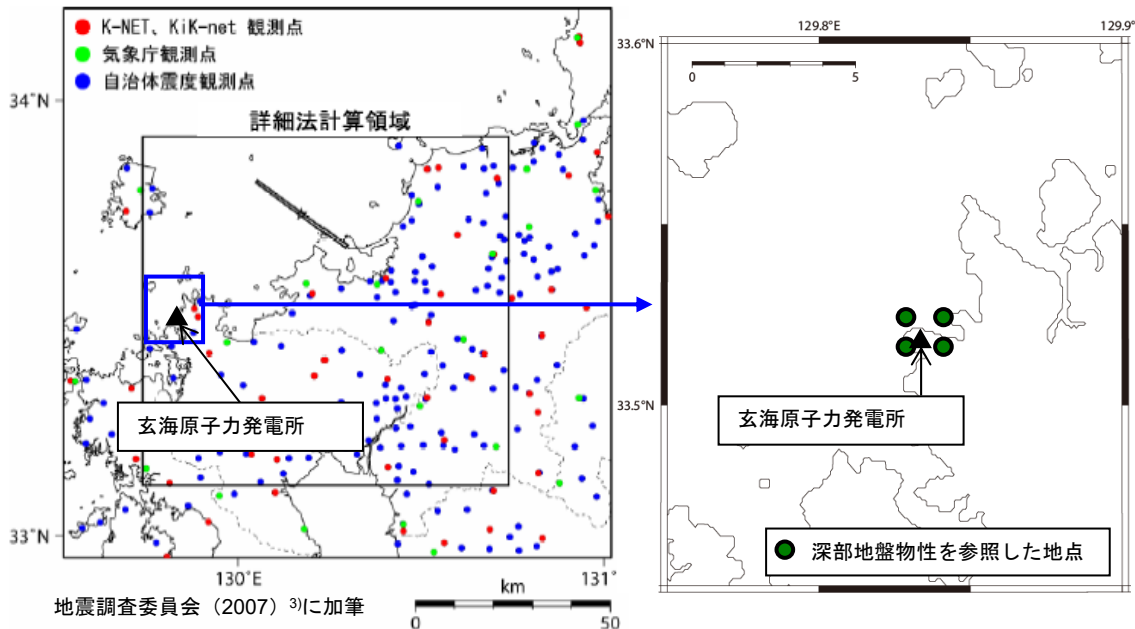 K-NET、KiK-net 観測点
気象庁観測点
自治体震度観測点
34°N
詳細法計算領域
玄海原子力発電所
33°N
130°E
131°
km
0
50
地震調査委員会（2007）3)に加筆
129.8°E
129.9°
33.6°N
0
5
33.5°N
玄海原子力発電所
深部地盤物性を参照した地点